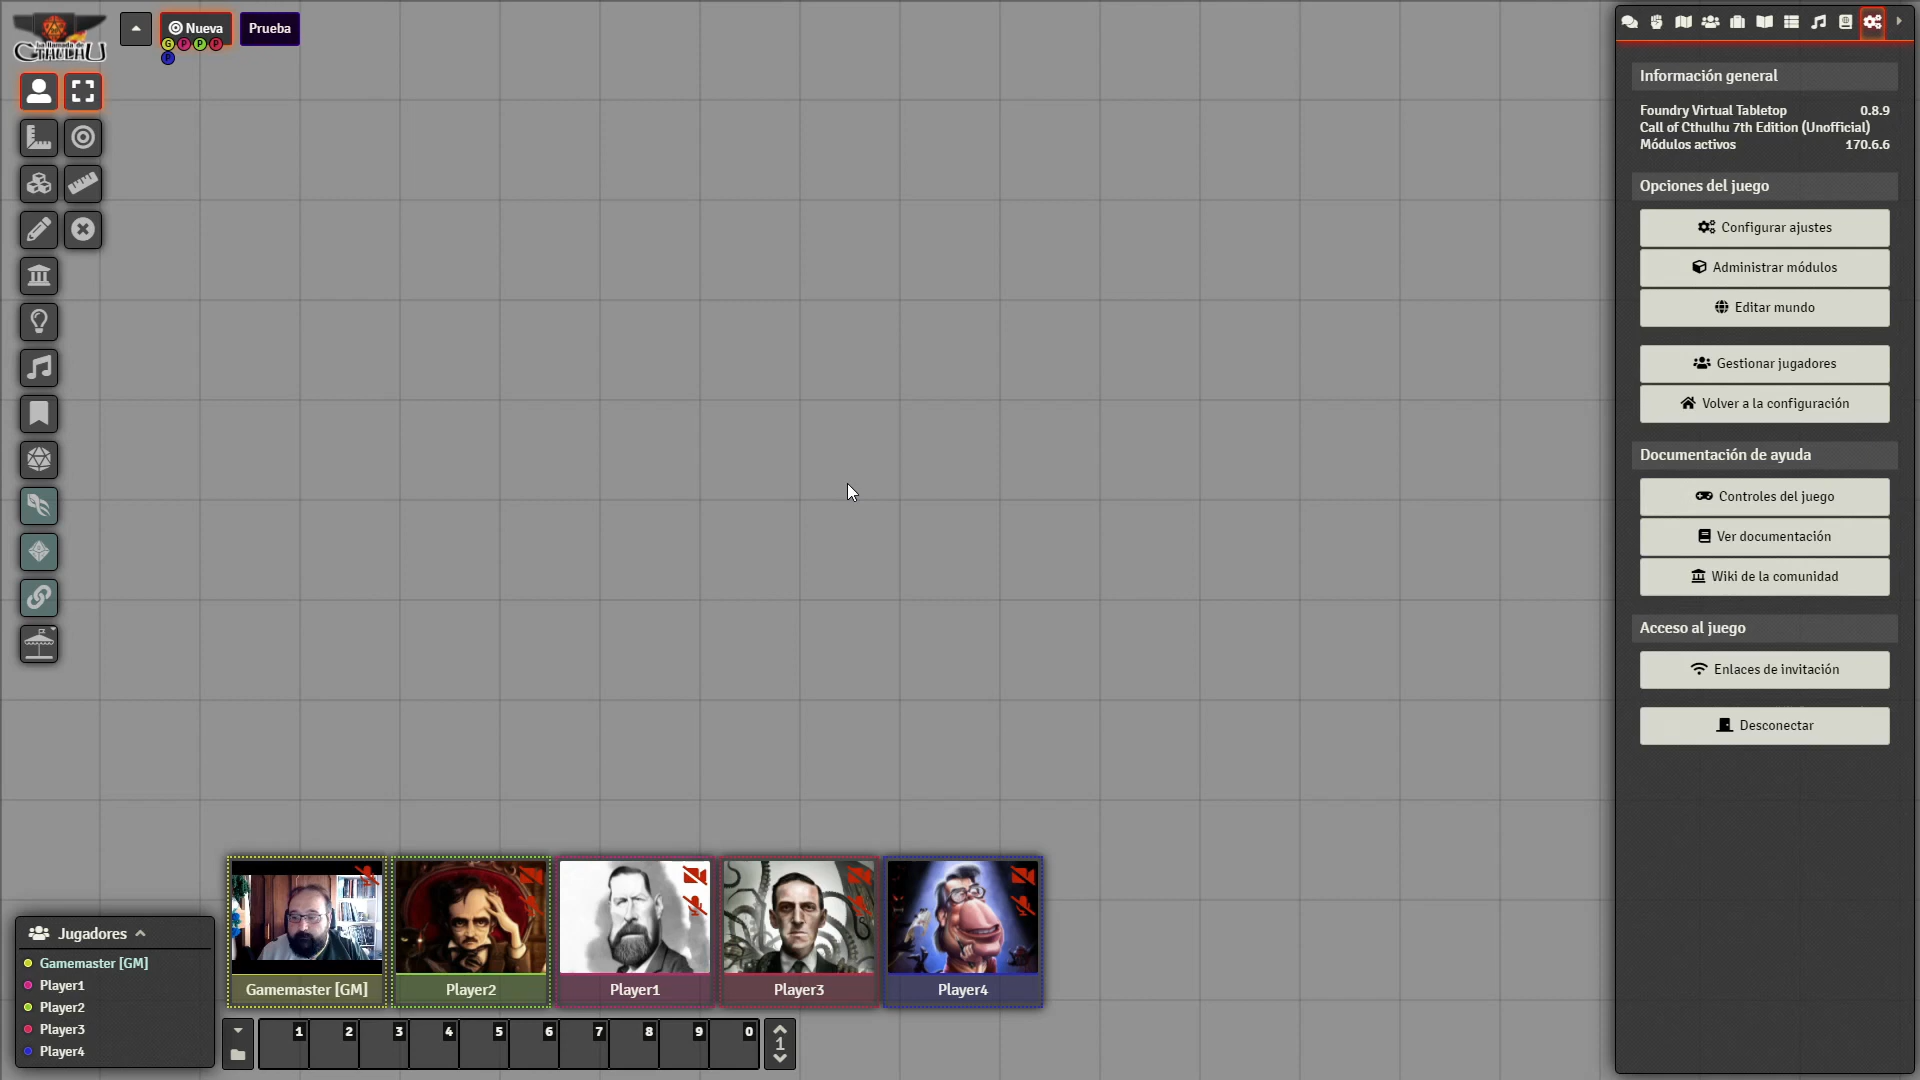 La llamada de
CTHULHU
Nueva
Prueba
G P P P
P
Información general
Foundry Virtual Tabletop 0.8.9
Call of Cthulhu 7th Edition (Unofficial)
Módulos activos 170.6.6
Opciones del juego
Configurar ajustes
Administrar módulos
Editar mundo
Gestionar jugadores
Volver a la configuración
Documentación de ayuda
Controles del juego
Ver documentación
Wiki de la comunidad
Acceso al juego
Enlaces de invitación
Desconectar
Gamemaster [GM]
Player2
Player1
Player3
Player4
Jugadores
Gamemaster [GM]
Player1
Player2
Player3
Player4
1 2 3 4 5 6 7 8 9 0
1